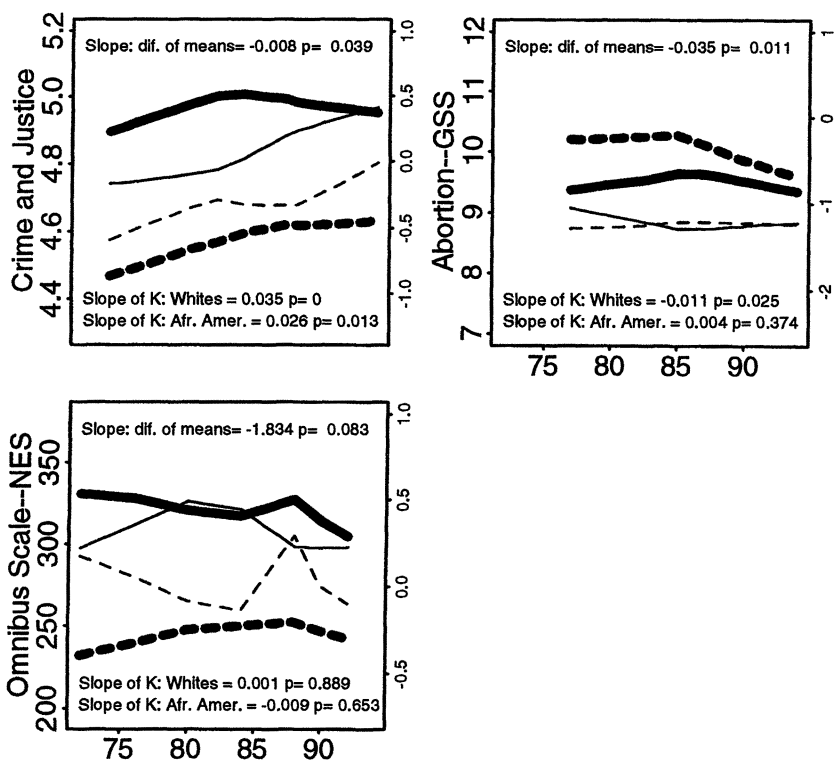 Crime and Justice
5.2
5.0
4.8
4.6
4.4
Slope: dif. of means= -0.008 p= 0.039
Slope of K: Whites = 0.035 p= 0
Slope of K: Afr. Amer. = 0.026 p= 0.013
1.0
0.5
0.0
-0.5
-1.0
Abortion--GSS
12
11
10
9
8
7
Slope: dif. of means= -0.035 p= 0.011
Slope of K: Whites = -0.011 p= 0.025
Slope of K: Afr. Amer. = 0.004 p= 0.374
1
0
-1
-2
75 80 85 90
Omnibus Scale--NES
350
300
250
200
Slope: dif. of means= -1.834 p= 0.083
Slope of K: Whites = 0.001 p= 0.889
Slope of K: Afr. Amer. = -0.009 p= 0.653
1.0
0.5
0.0
-0.5
75 80 85 90